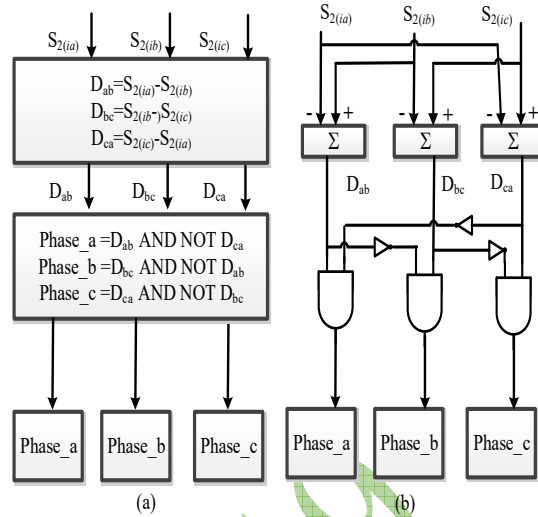 S2(ia) S2(ib) S2(ic)
Dab=S2(ia)-S2(ib)
Dbc=S2(ib-)S2(ic)
Dca=S2(ic)-S2(ia)
Dab Dbc Dca
Phase_a =Dab AND NOT Dca
Phase_b =Dbc AND NOT Dab
Phase_c =Dca AND NOT Dbc
Phase_a Phase_b Phase_c
(a)
S2(ia) S2(ib) S2(ic)
- + - + - +
Σ Σ Σ
Dab Dbc Dca
Phase_a Phase_b Phase_c
(b)